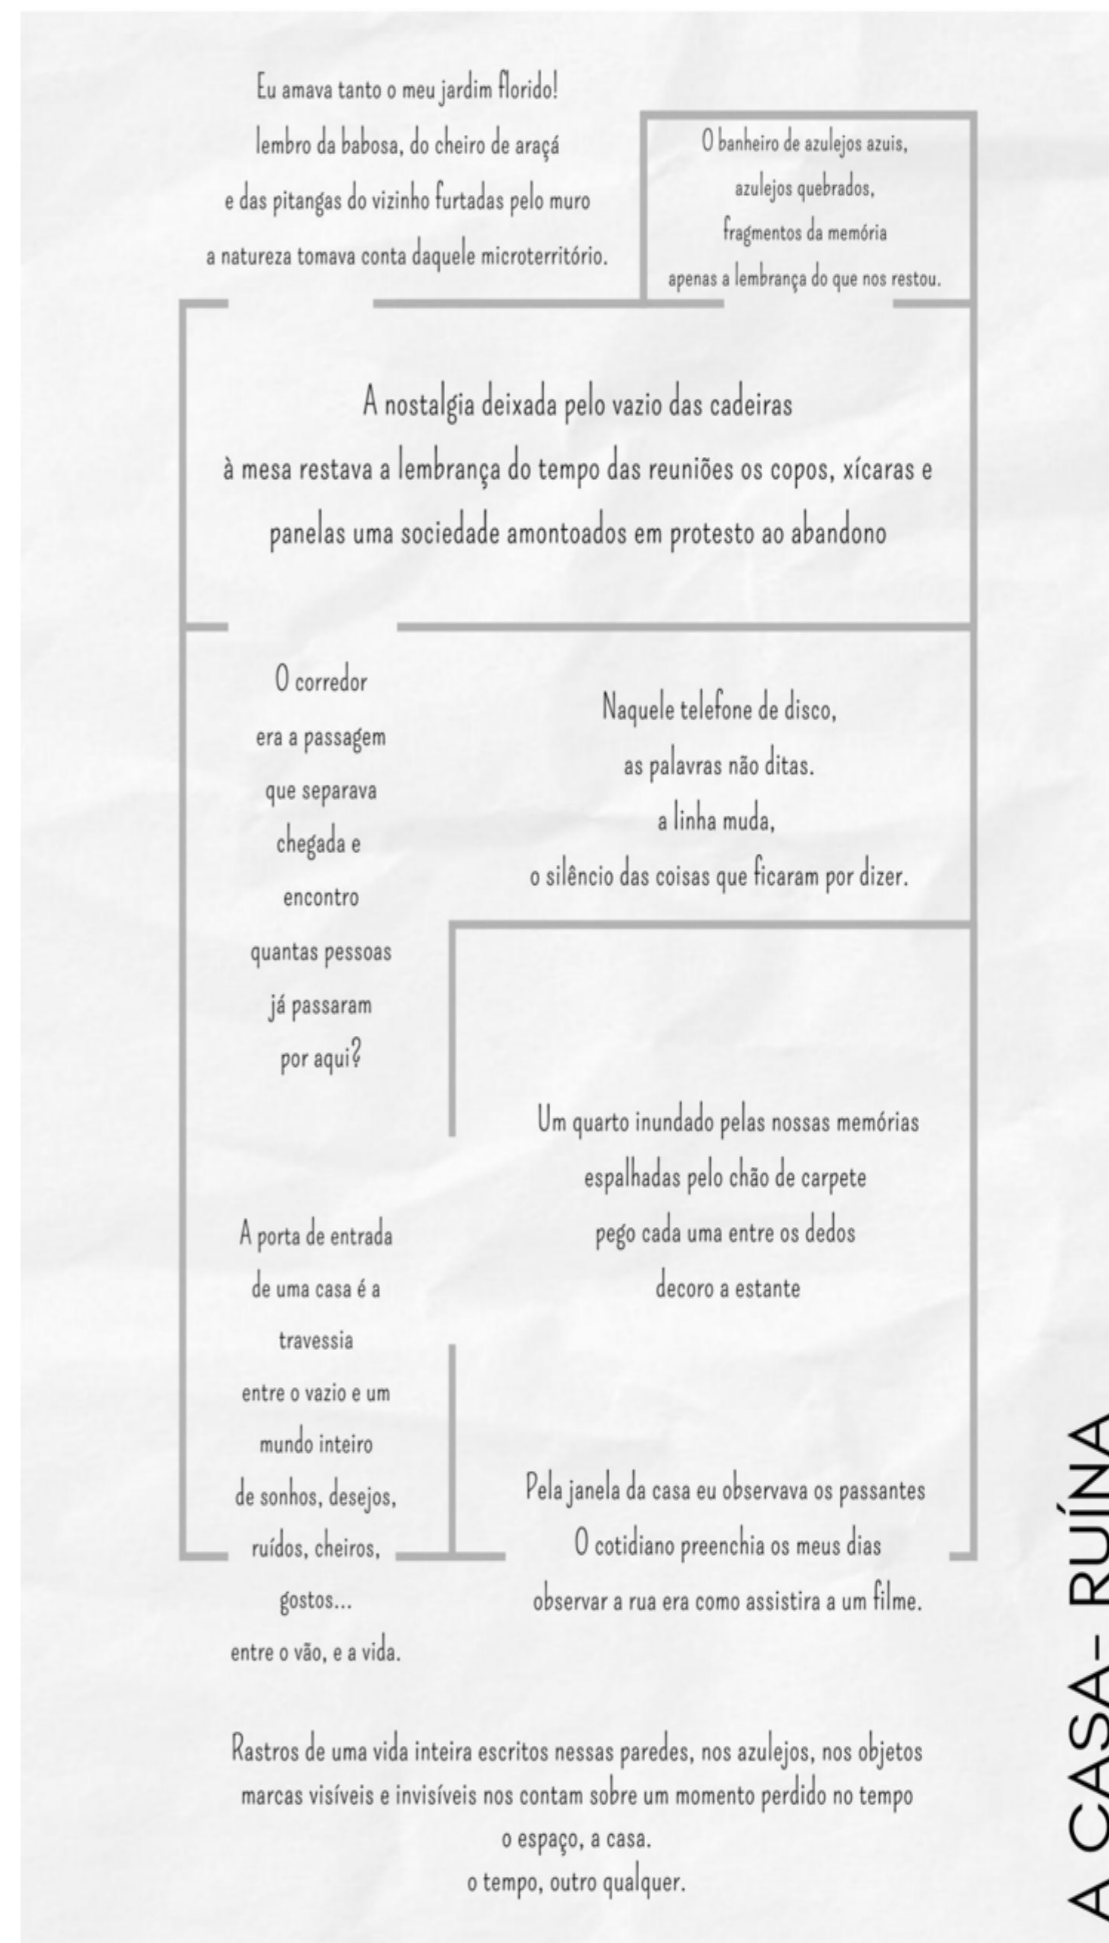 Eu amava tanto o meu jardim florido!
lembro da babosa, do cheiro de araçá
e das pitangas do vizinho furtadas pelo muro
a natureza tomava conta daquele microterritório.
O banheiro de azulejos azuis,
azulejos quebrados,
fragmentos da memória
apenas a lembrança do que nos restou.
A nostalgia deixada pelo vazio das cadeiras
à mesa restava a lembrança do tempo das reuniões os copos, xícaras e
panelas uma sociedade amontoados em protesto ao abandono
O corredor
era a passagem
que separava
chegada e
encontro
quantas pessoas
já passaram
por aqui?
Naquele telefone de disco,
as palavras não ditas.
a linha muda,
o silêncio das coisas que ficaram por dizer.
Um quarto inundado pelas nossas memórias
espalhadas pelo chão de carpete
pego cada uma entre os dedos
decoro a estante
A porta de entrada
de uma casa é a
travessia
entre o vazio e um
mundo inteiro
de sonhos, desejos,
ruídos, cheiros,
gostos...
entre o vão, e a vida.
Pela janela da casa eu observava os passantes
O cotidiano preenchia os meus dias
observar a rua era como assistira a um filme.
Rastros de uma vida inteira escritos nessas paredes, nos azulejos, nos objetos
marcas visíveis e invisíveis nos contam sobre um momento perdido no tempo
o espaço, a casa.
o tempo, outro qualquer.
A CASA- RUÍNA